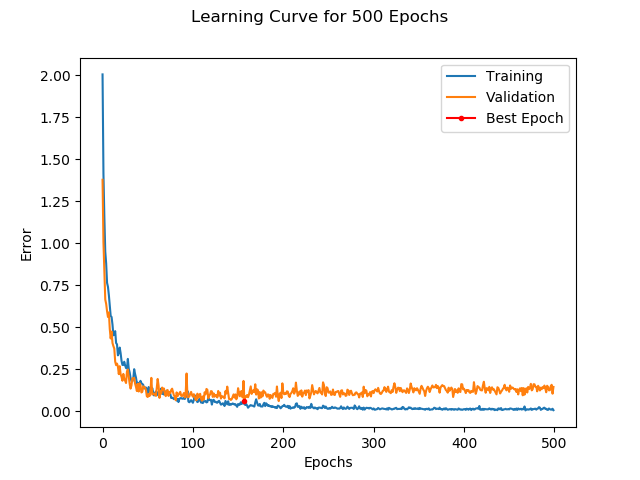 Learning Curve for 500 Epochs
Training
Validation
Best Epoch
2.00
1.75
1.50
1.25
1.00
0.75
0.50
0.25
0.00
Error
0 100 200 300 400 500
Epochs